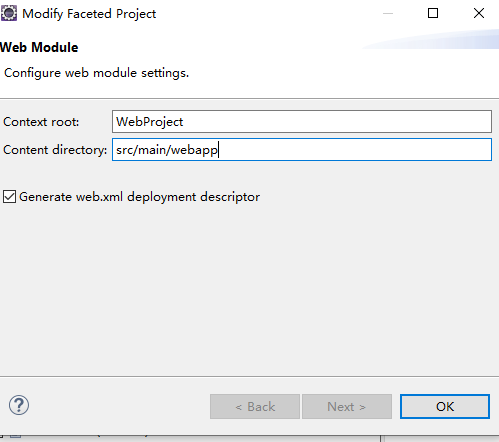 Modify Faceted Project
Web Module
Configure web module settings.
Context root: WebProject
Content directory: src/main/webapp
Generate web.xml deployment descriptor
< Back Next > OK